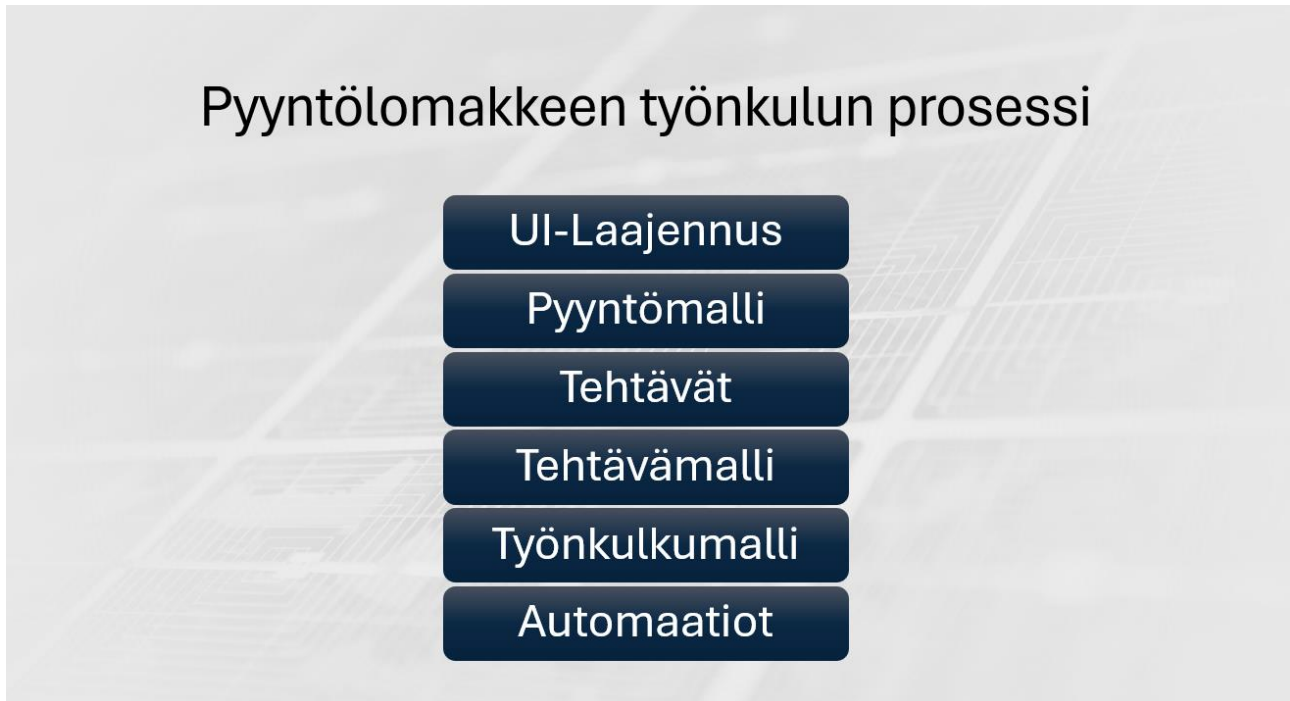 Pyyntölomakkeen työnkulun prosessi
UI-Laajennus
Pyyntömalli
Tehtävät
Tehtävämalli
Työnkulkumalli
Automaatiot